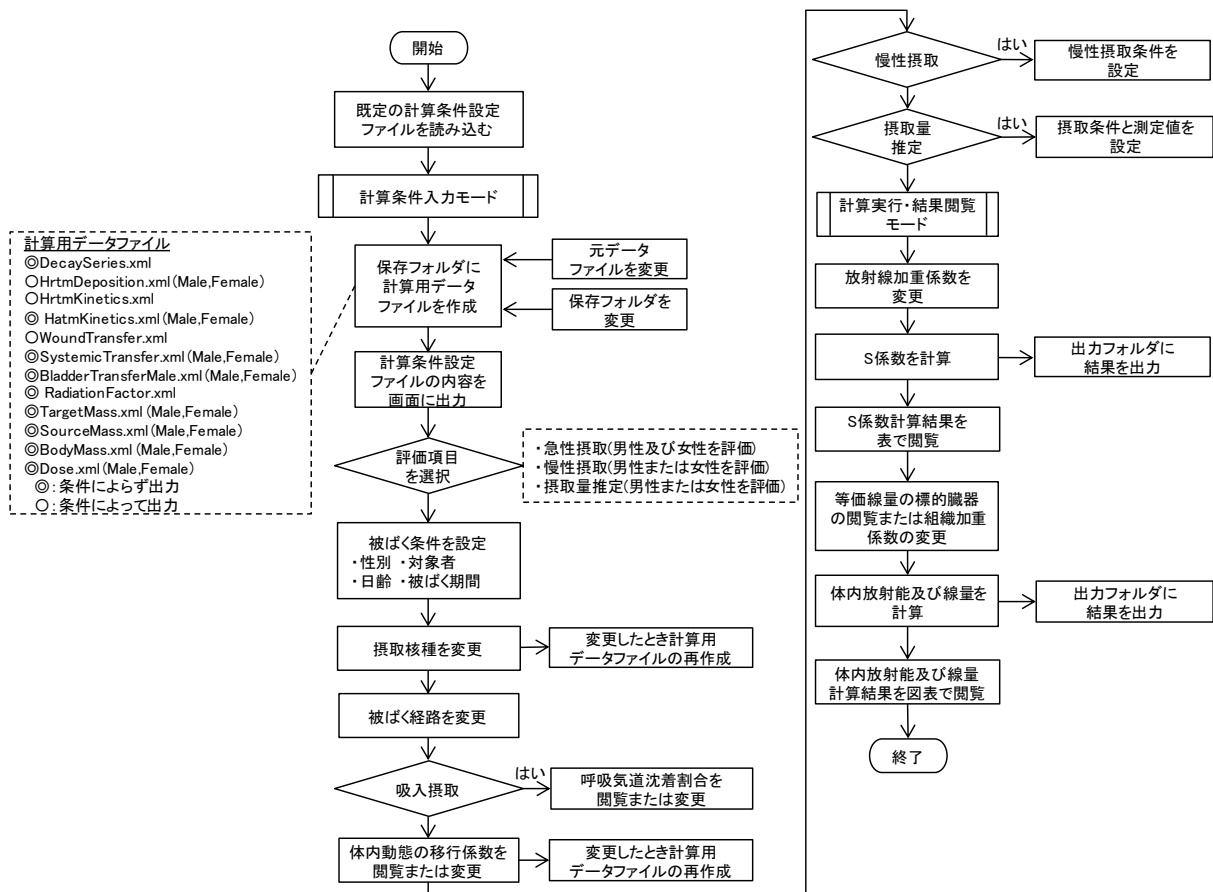 開始
既定の計算条件設定
ファイルを読み込む
計算条件入力モード
計算用データファイル
◎DecaySeries.xml
○HrtmDeposition.xml(Male,Female)
○HrtmKinetics.xml
◎ HatmKinetics.xml(Male,Female)
○WoundTransfer.xml
◎SystemicTransfer.xml(Male,Female)
◎BladderTransferMale.xml(Male,Female)
◎ RadiationFactor.xml
◎TargetMass.xml(Male,Female)
◎SourceMass.xml(Male,Female)
◎BodyMass.xml(Male,Female)
◎Dose.xml(Male,Female)
◎:条件によらず出力
○:条件によって出力
保存フォルダに
計算用データ
ファイルを作成
元データ
ファイルを変更
保存フォルダを
変更
計算条件設定
ファイルの内容を
画面に出力
評価項目
を選択
・急性摂取(男性及び女性を評価)
・慢性摂取(男性または女性を評価)
・摂取量推定(男性または女性を評価)
被ばく条件を設定
・性別 ・対象者
・日齢 ・被ばく期間
摂取核種を変更
変更したとき計算用
データファイルの再作成
被ばく経路を変更
吸入摂取
はい
呼吸気道沈着割合を
閲覧または変更
体内動態の移行係数を
閲覧または変更
変更したとき計算用
データファイルの再作成
慢性摂取
はい
慢性摂取条件を
設定
摂取量
推定
はい
摂取条件と測定値を
設定
計算実行・結果閲覧
モード
放射線加重係数を
変更
S係数を計算
出力フォルダに
結果を出力
S係数計算結果を
表で閲覧
等価線量の標的臓器
の閲覧または組織加重
係数の変更
体内放射能及び線量を
計算
出力フォルダに
結果を出力
体内放射能及び線量
計算結果を図表で閲覧
終了